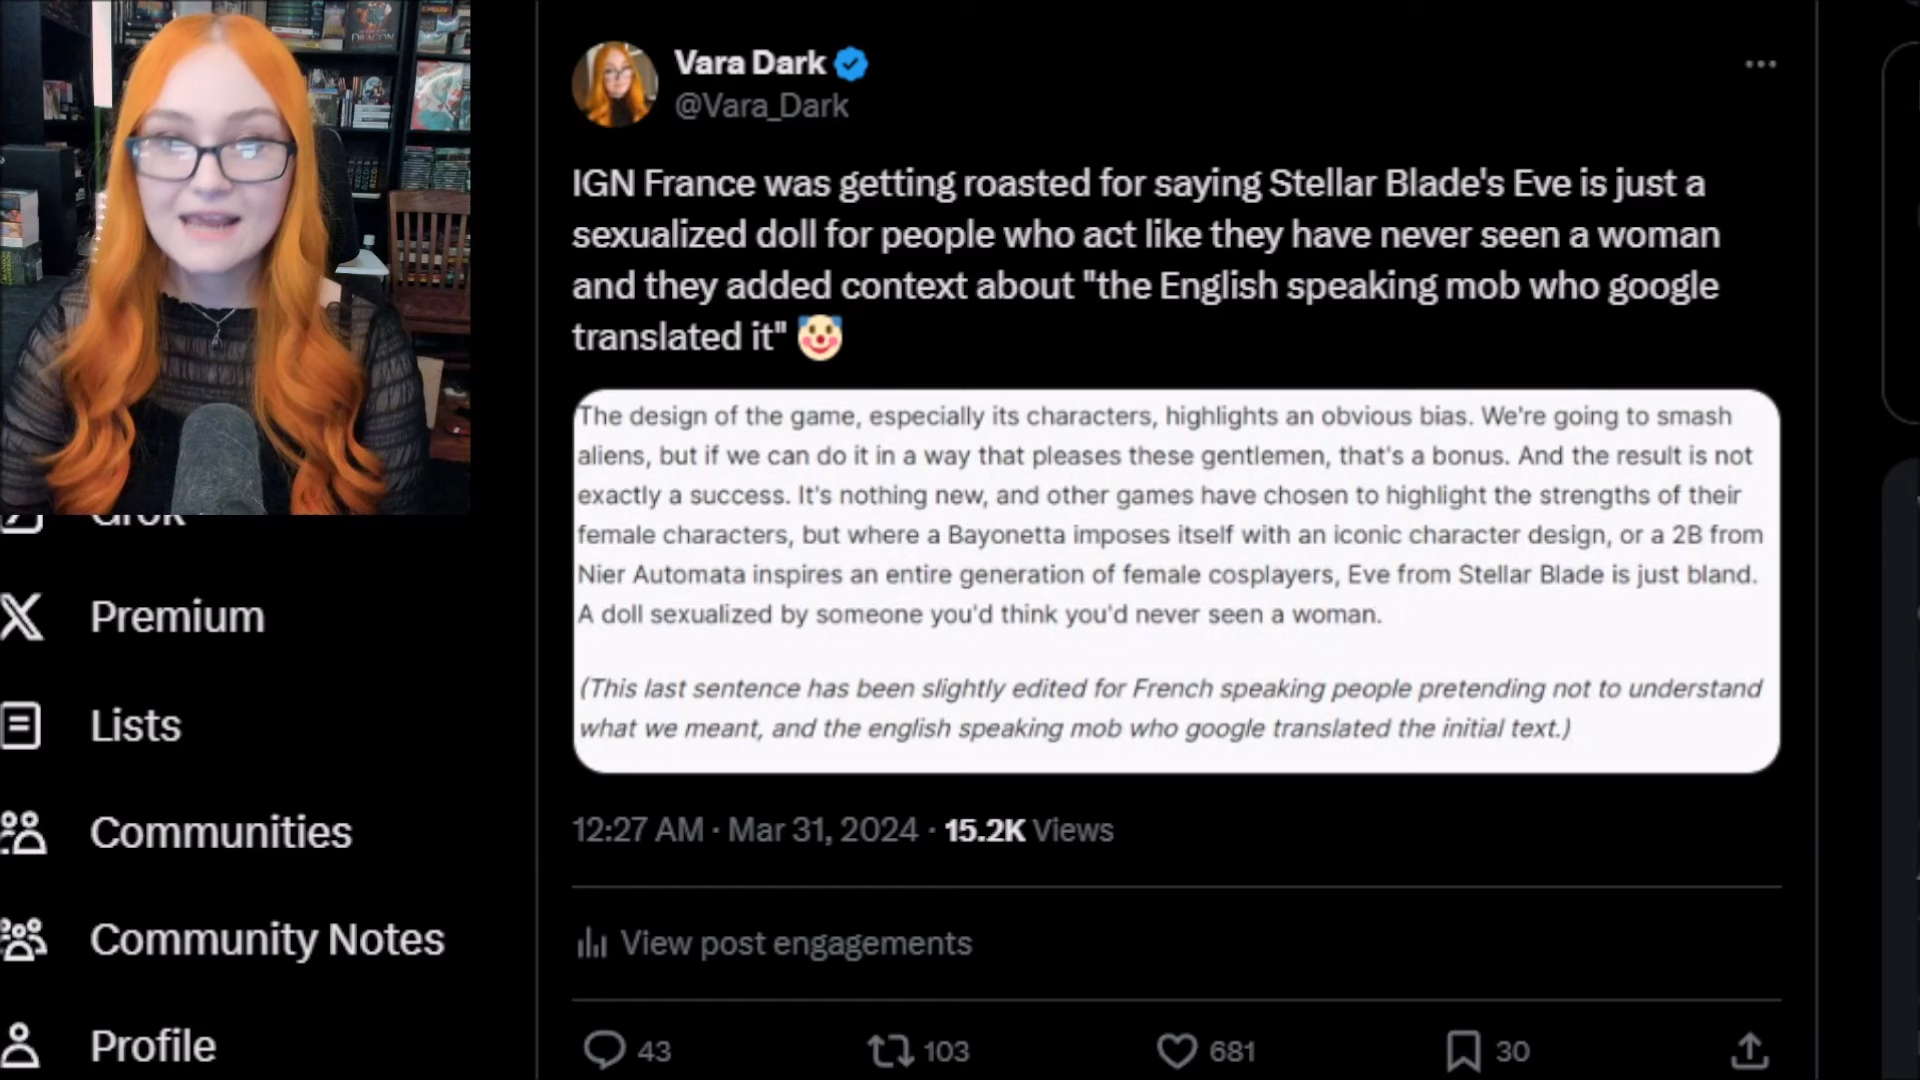 DRAGON
Grok
Premium
Lists
Communities
Community Notes
Profile
Vara Dark
@Vara_Dark
IGN France was getting roasted for saying Stellar Blade's Eve is just a
sexualized doll for people who act like they have never seen a woman
and they added context about "the English speaking mob who google
translated it" 🤡
The design of the game, especially its characters, highlights an obvious bias. We're going to smash
aliens, but if we can do it in a way that pleases these gentlemen, that's a bonus. And the result is not
exactly a success. It's nothing new, and other games have chosen to highlight the strengths of their
female characters, but where a Bayonetta imposes itself with an iconic character design, or a 2B from
Nier Automata inspires an entire generation of female cosplayers, Eve from Stellar Blade is just bland.
A doll sexualized by someone you'd think you'd never seen a woman.
(This last sentence has been slightly edited for French speaking people pretending not to understand
what we meant, and the english speaking mob who google translated the initial text.)
12:27 AM · Mar 31, 2024 · 15.2K Views
View post engagements
43 103 681 30